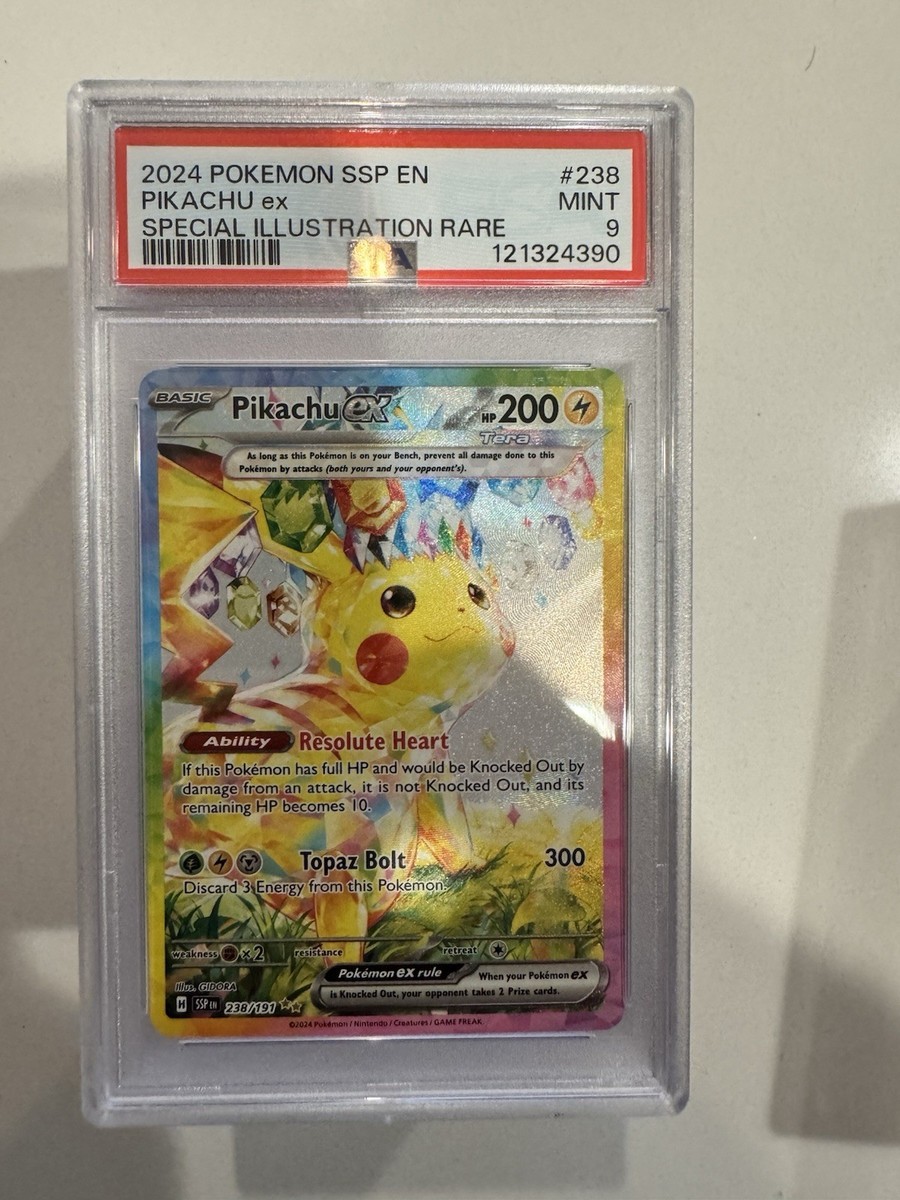 2024 POKEMON SSP EN #238
PIKACHU ex MINT
SPECIAL ILLUSTRATION RARE 9
121324390
BASIC Pikachu ex HP 200
Tera
As long as this Pokémon is on your Bench, prevent all damage done to this
Pokémon by attacks (both yours and your opponent's).
Ability Resolute Heart
If this Pokémon has full HP and would be Knocked Out by
damage from an attack, it is not Knocked Out, and its
remaining HP becomes 10.
Topaz Bolt 300
Discard 3 Energy from this Pokémon.
weakness ×2 resistance retreat
Illus. GIDORA
Pokémon ex rule When your Pokémon ex
is Knocked Out, your opponent takes 2 Prize cards.
H SSP EN 238/191
©2024 Pokémon / Nintendo / Creatures / GAME FREAK